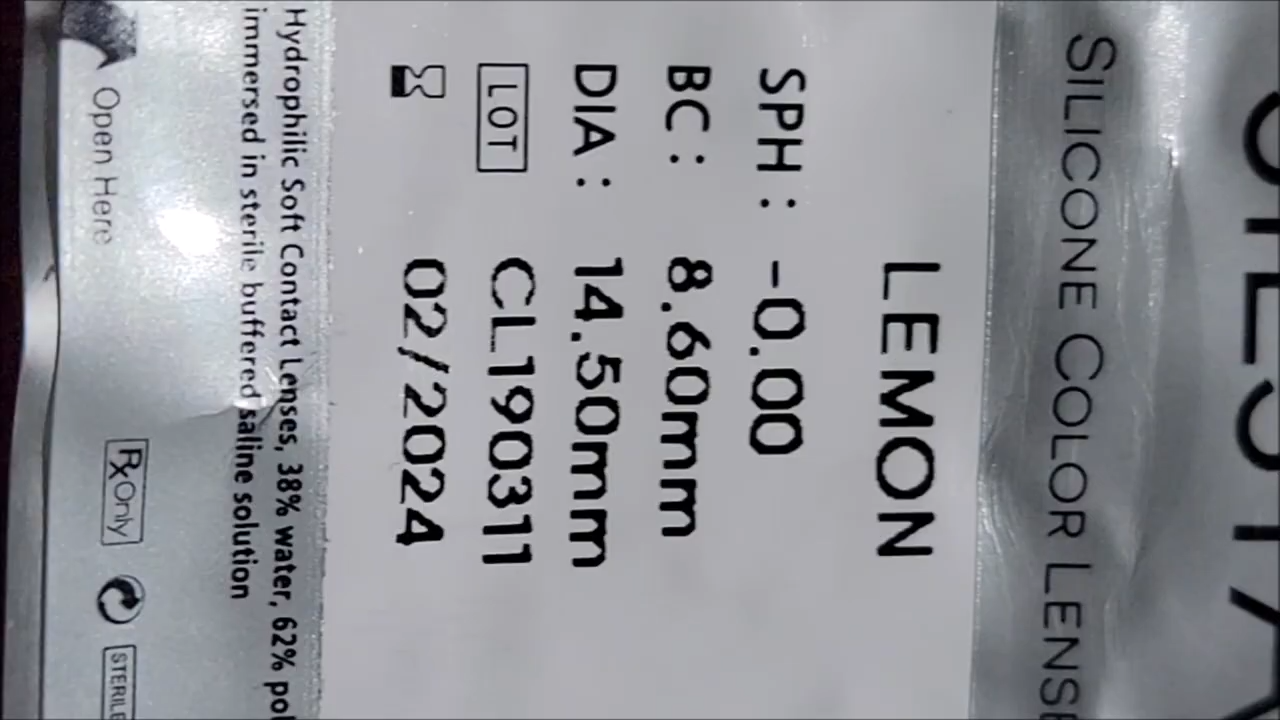 SILICONE COLOR LENSE
LEMON
SPH : -0.00
BC : 8.60mm
DIA : 14.50mm
LOT CL190311
02/2024
Hydrophilic Soft Contact Lenses, 38% water, 62% pol
immersed in sterile buffered saline solution
Open Here Rx Only STERILE